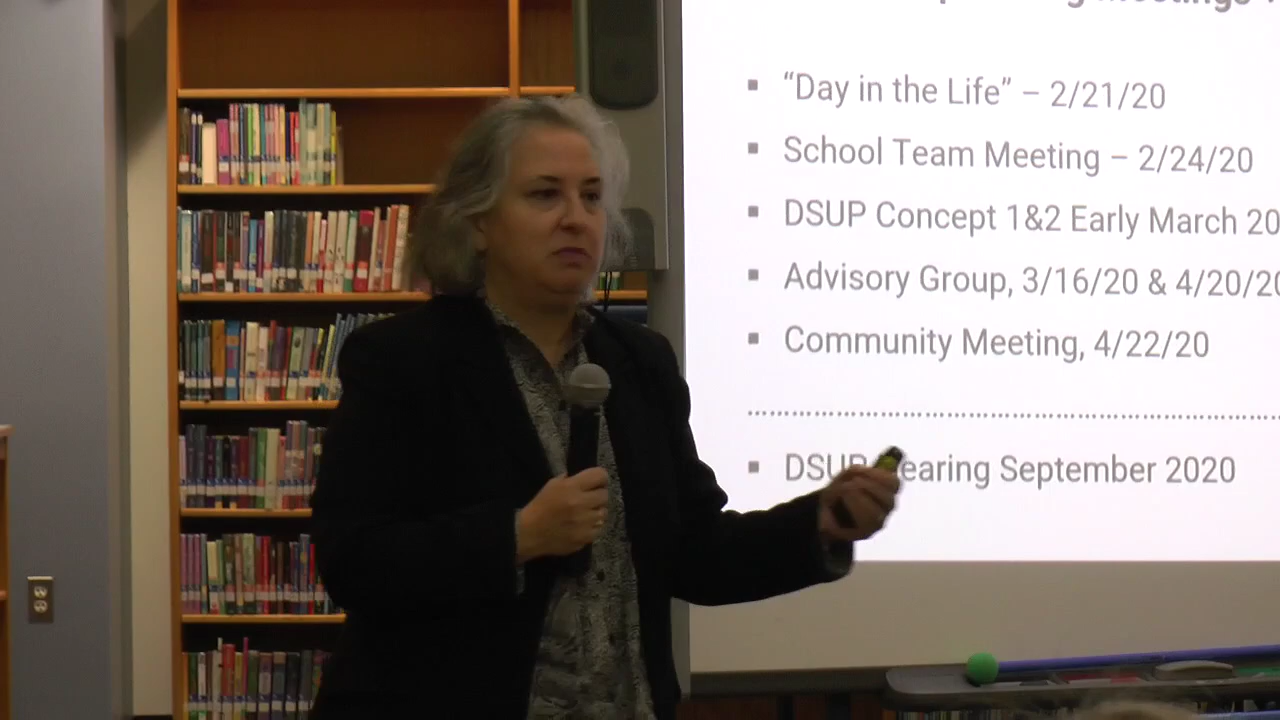 “Day in the Life” – 2/21/20
School Team Meeting – 2/24/20
DSUP Concept 1&2 Early March 20
Advisory Group, 3/16/20 & 4/20/20
Community Meeting, 4/22/20
DSUP Hearing September 2020